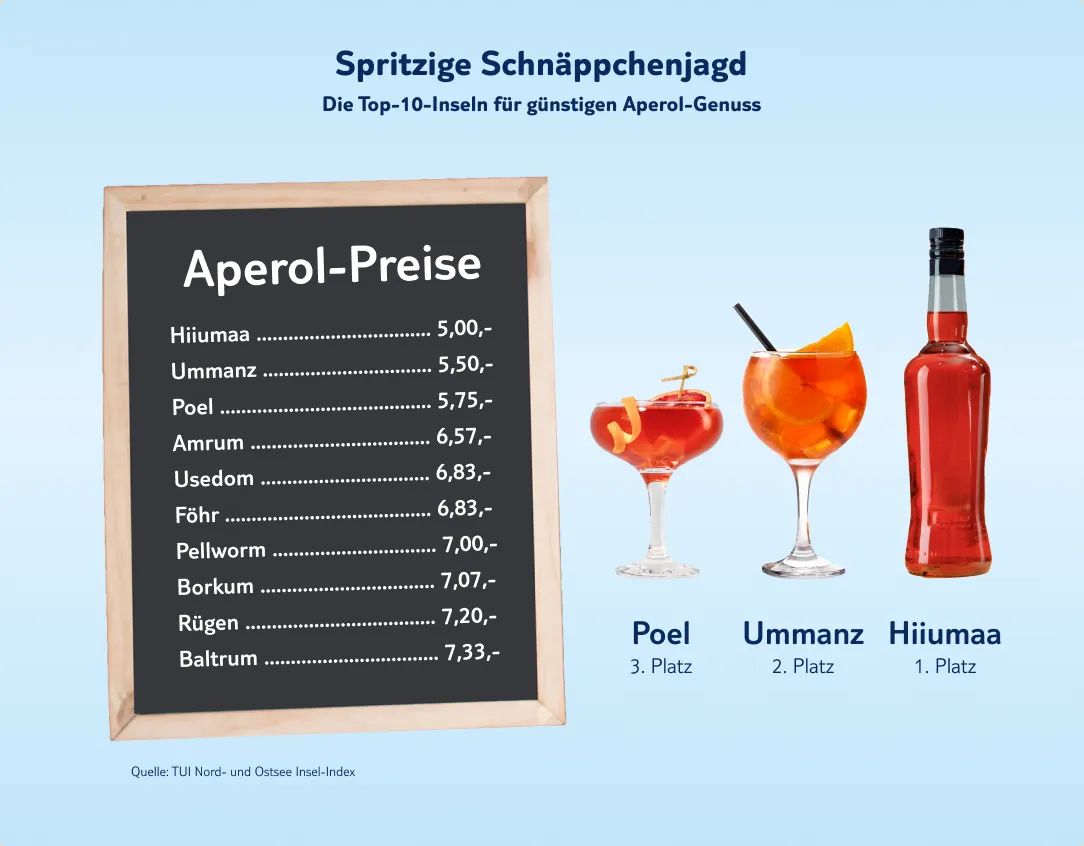 Spritzige Schnäppchenjagd
Die Top-10-Inseln für günstigen Aperol-Genuss
Aperol-Preise
Hiiumaa ................................ 5,00,-
Ummanz ............................... 5,50,-
Poel ....................................... 5,75,-
Amrum ................................. 6,57,-
Usedom ............................... 6,83,-
Föhr ...................................... 6,83,-
Pellworm .............................. 7,00,-
Borkum ................................ 7,07,-
Rügen ................................... 7,20,-
Baltrum ................................ 7,33,-
Poel Ummanz Hiiumaa
3. Platz 2. Platz 1. Platz
Quelle: TUI Nord- und Ostsee Insel-Index